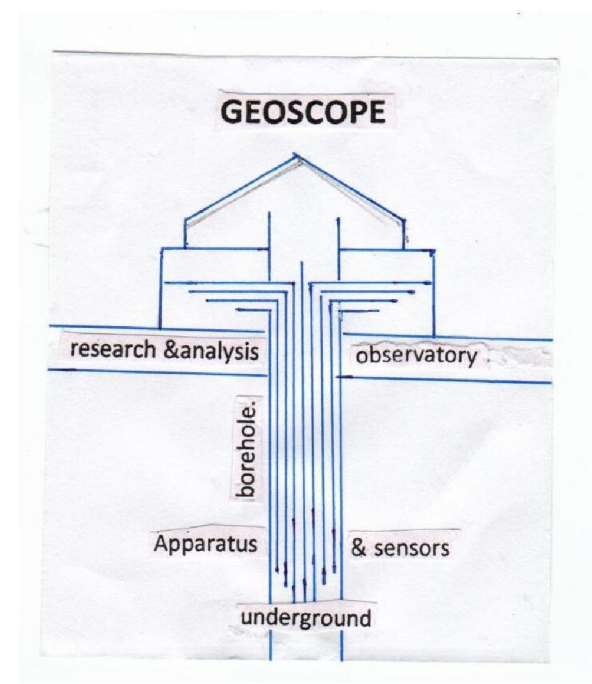 GEOSCOPE
research &analysis
observatory
borehole.
Apparatus
& sensors
underground